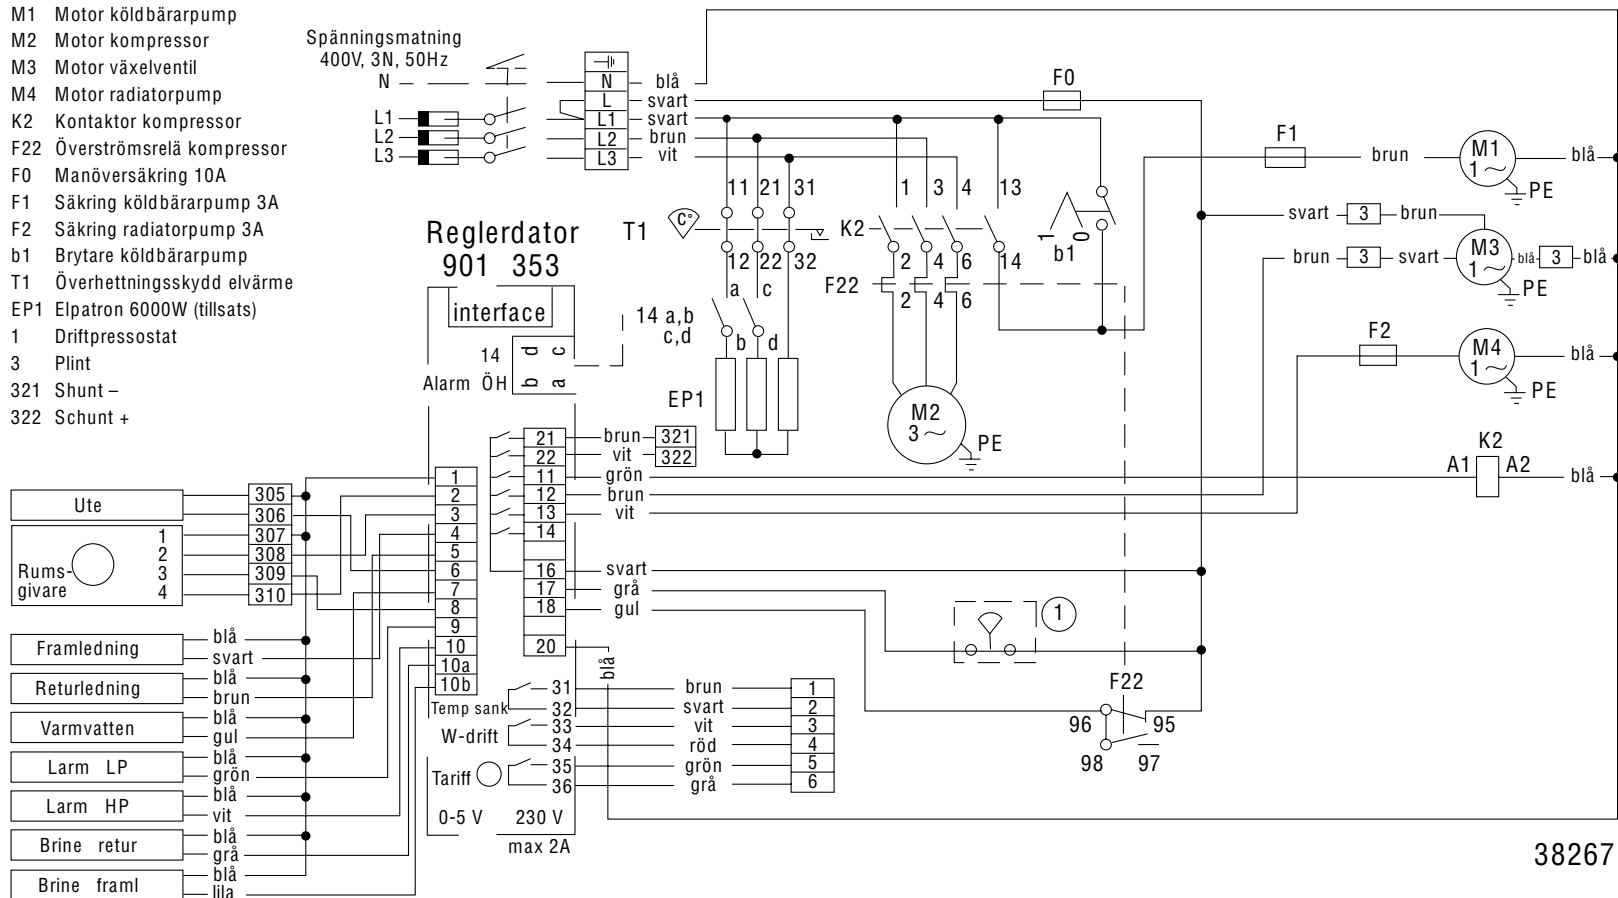 M1 Motor köldbärarpump
M2 Motor kompressor
M3 Motor växelventil
M4 Motor radiatorpump
K2 Kontaktor kompressor
F22 Överströmsrelä kompressor
F0 Manöversäkring 10A
F1 Säkring köldbärarpump 3A
F2 Säkring radiatorpump 3A
b1 Brytare köldbärarpump
T1 Överhettningsskydd elvärme
EP1 Elpatron 6000W (tillsats)
1 Driftpressostat
3 Plint
321 Shunt –
322 Schunt +
Spänningsmatning
400V, 3N, 50Hz
N N blå
L svart F0
L1 L1 svart
L2 L2 brun
L3 L3 vit
F1 brun M1 1 ~ blå
PE
svart 3 brun
brun 3 svart M3 1 ~ blå 3 blå
PE
F2 M4 1 ~ blå
PE
K2
A1 A2 blå
11 21 31
T1 C°
12 22 32
a c
b d
14 a,b
c,d
EP1
1 3 4 13
K2
2 4 6 14
F22
2 4 6
1 0
b1
M2
3 ~
PE
Reglerdator
901 353
interface
14
Alarm ÖH
b d
a c
21 brun 321
22 vit 322
11 grön
12 brun
13 vit
14
16 svart
17 grå
18 gul
20 blå
1
2
3
4
5
6
7
8
9
10
10a
10b
Ute
305
306
Rums-
givare
1 307
2 308
3 309
4 310
Framledning blå
svart
Returledning blå
brun
Varmvatten blå
gul
Larm LP blå
grön
Larm HP blå
vit
Brine retur blå
grå
Brine framl blå
lila
Temp sank
31 brun 1
32 svart 2
W-drift
33 vit 3
34 röd 4
Tariff
35 grön 5
36 grå 6
0-5 V 230 V
max 2A
1
F22
96 95
98 97
38267